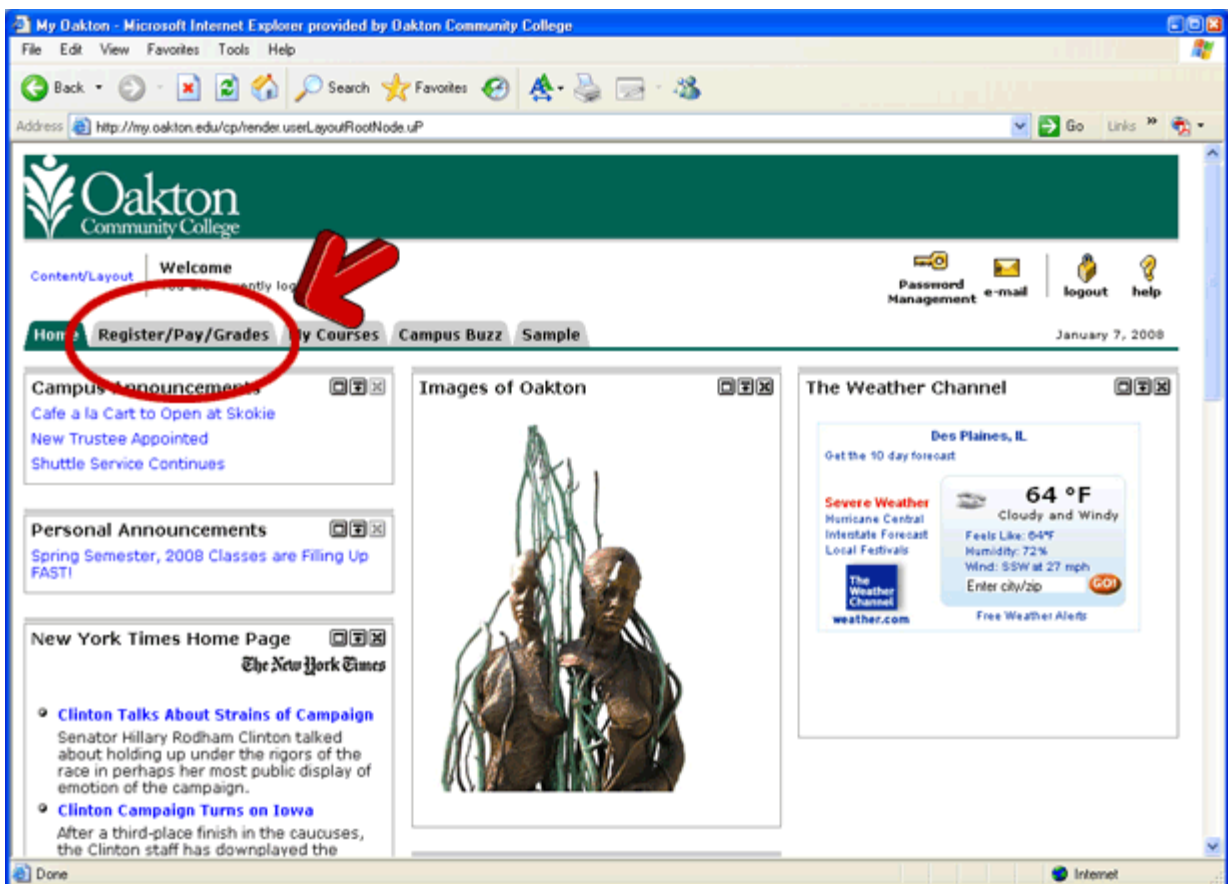 My Oakton - Microsoft Internet Explorer provided by Oakton Community College
File Edit View Favorites Tools Help
Back Search Favorites
Address http://my.oakton.edu/cp/render.userLayoutRootNode.uP Go Links »
Oakton
Community College
Content/Layout
Welcome
You are currently log
Password
Management
e-mail
logout
help
Home Register/Pay/Grades My Courses Campus Buzz Sample
January 7, 2008
Campus Announcements
Cafe a la Cart to Open at Skokie
New Trustee Appointed
Shuttle Service Continues
Personal Announcements
Spring Semester, 2008 Classes are Filling Up
FAST!
New York Times Home Page
The New York Times
Clinton Talks About Strains of Campaign
Senator Hillary Rodham Clinton talked
about holding up under the rigors of the
race in perhaps her most public display of
emotion of the campaign.
Clinton Campaign Turns on Iowa
After a third-place finish in the caucuses,
the Clinton staff has downplayed the
Images of Oakton
The Weather Channel
Des Plaines, IL
Get the 10 day forecast
Severe Weather
Hurricane Central
Interstate Forecast
Local Festivals
The
Weather
Channel
weather.com
64 °F
Cloudy and Windy
Feels Like: 64°F
Humidity: 72%
Wind: SSW at 27 mph
Enter city/zip GO!
Free Weather Alerts
Done
Internet